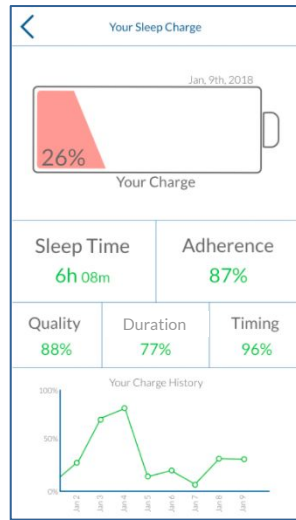 Your Sleep Charge
Jan, 9th, 2018
26%
Your Charge
Sleep Time
6h 08m
Adherence
87%
Quality
88%
Duration
77%
Timing
96%
Your Charge History
100%
50%
0%
Jan 2
Jan 3
Jan 4
Jan 5
Jan 6
Jan 7
Jan 8
Jan 9